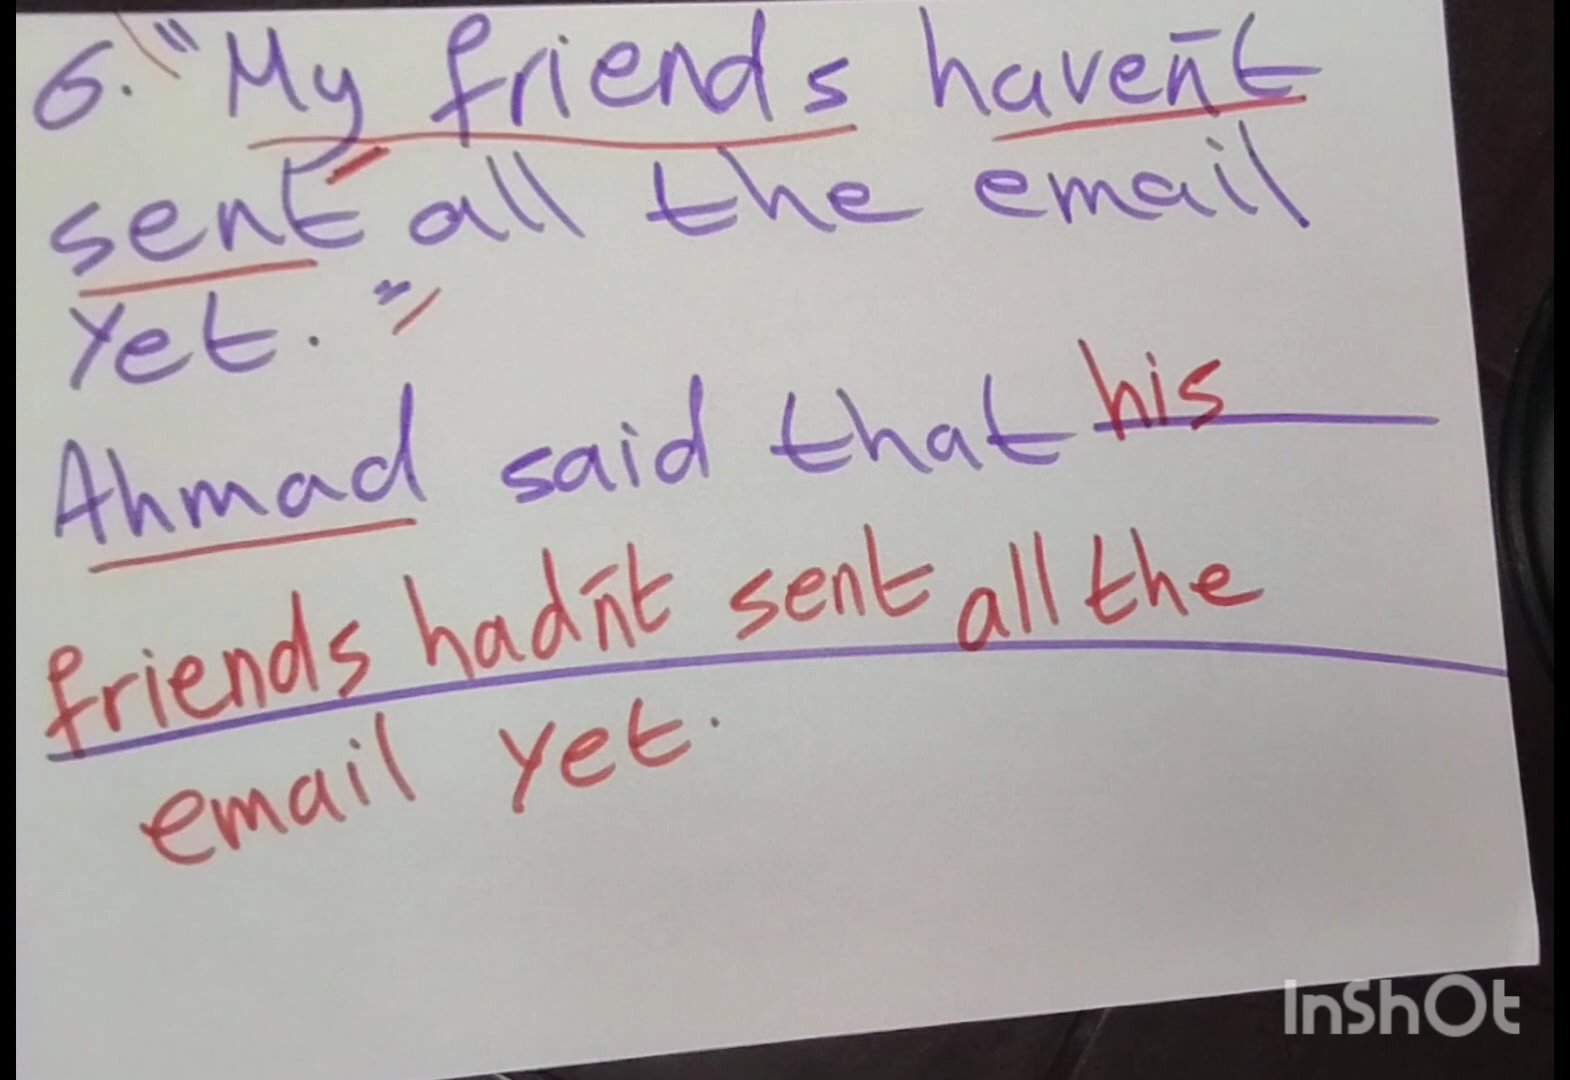 6. "My friends haven't
sent all the email
Yet."
Ahmad said that his
friends hadn't sent all the
email yet.
InShOt